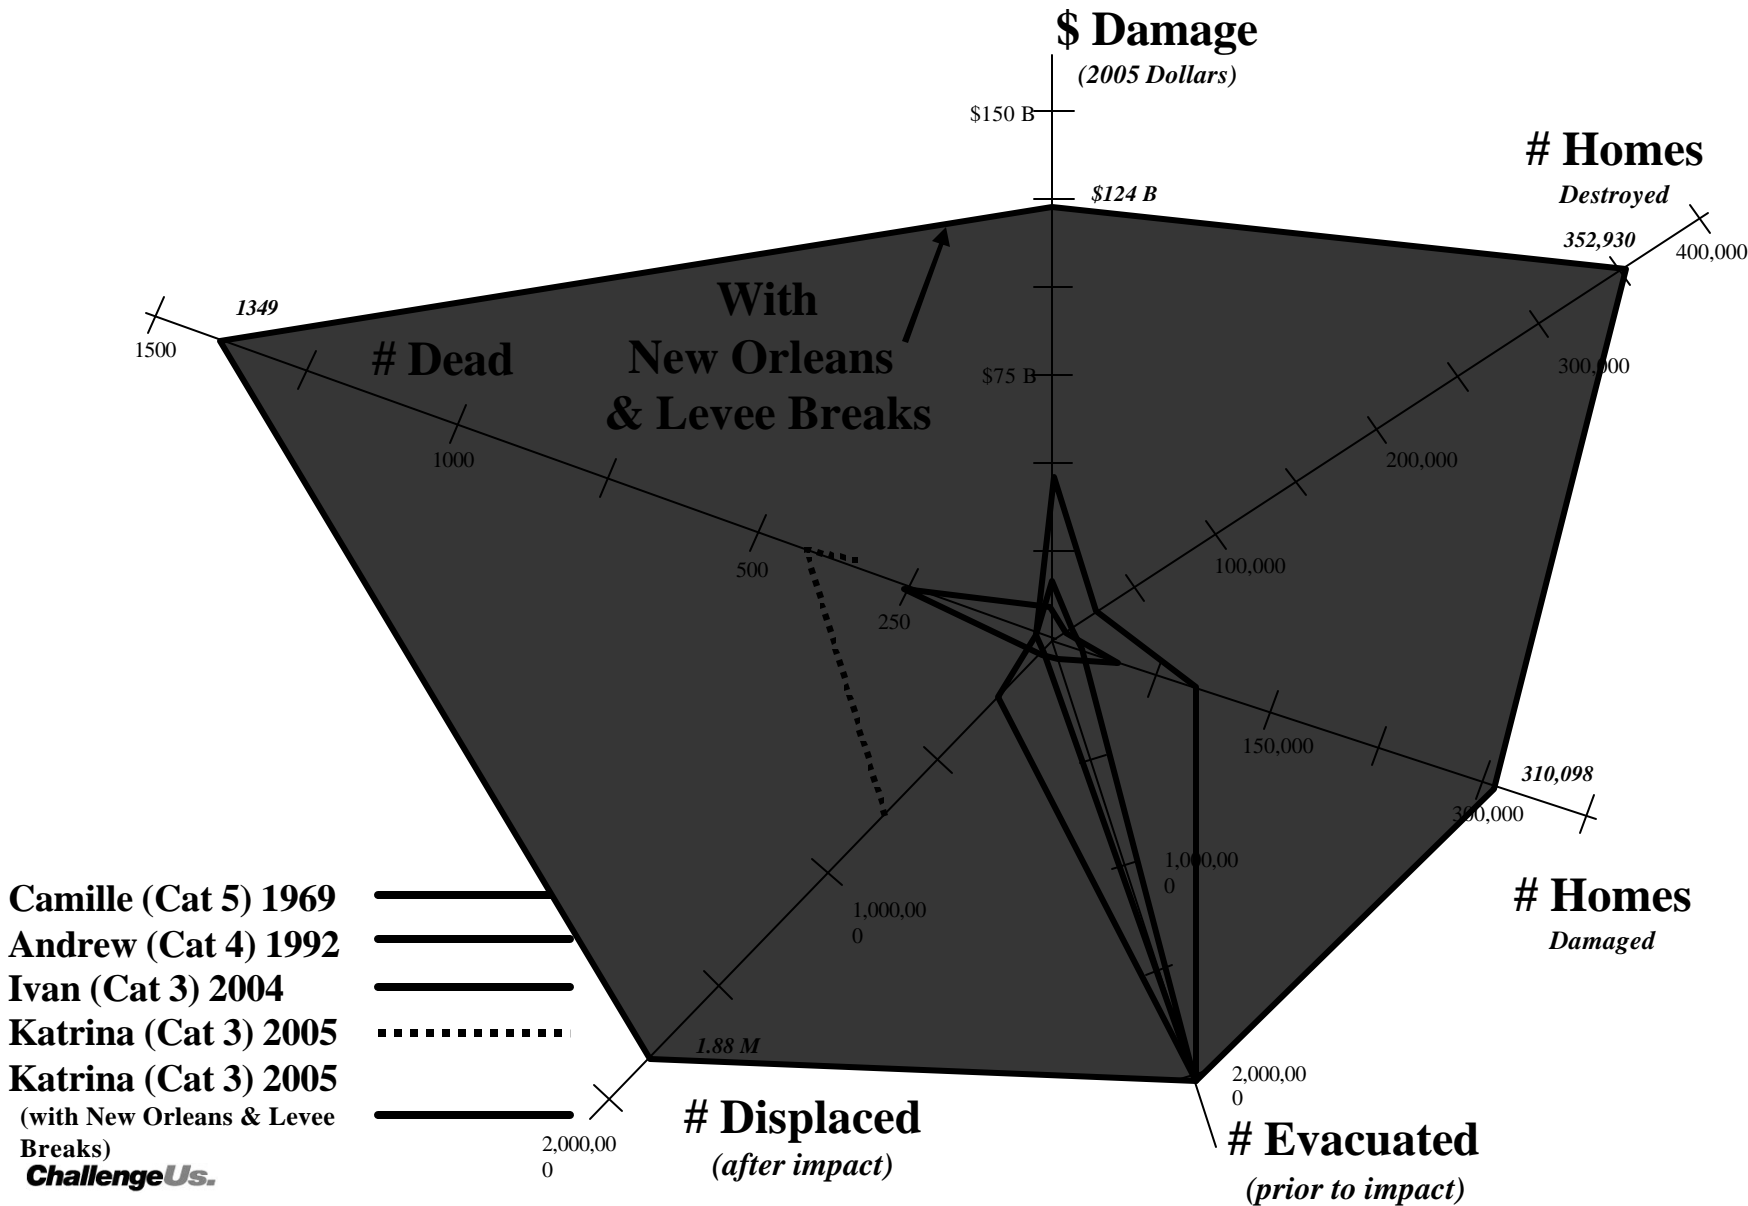 $ Damage
(2005 Dollars)
$150 B
# Homes
Destroyed
$124 B
352,930
400,000
With
New Orleans
& Levee Breaks
1349
1500
# Dead
300,000
$75 B
1000
200,000
500
100,000
250
150,000
310,098
300,000
1,000,00
0
# Homes
Damaged
1,000,00
0
Camille (Cat 5) 1969
Andrew (Cat 4) 1992
Ivan (Cat 3) 2004
Katrina (Cat 3) 2005
Katrina (Cat 3) 2005
(with New Orleans & Levee
Breaks)
ChallengeUs.
1.88 M
2,000,00
0
# Displaced
(after impact)
2,000,00
0
# Evacuated
(prior to impact)